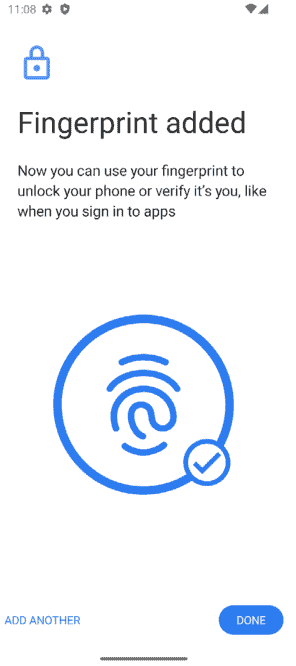 11:08
Fingerprint added
Now you can use your fingerprint to
unlock your phone or verify it's you, like
when you sign in to apps
ADD ANOTHER
DONE